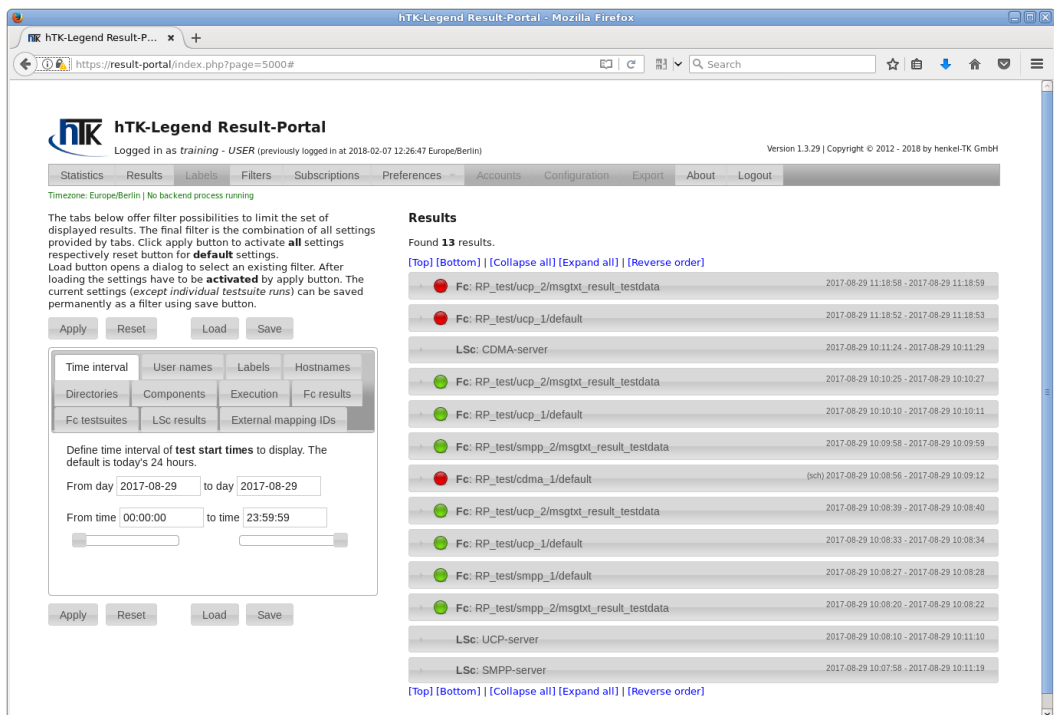 hTK-Legend Result-Portal - Mozilla Firefox
hTK hTK-Legend Result-P... × +
https://result-portal/index.php?page=5000#
Search
hTK
hTK-Legend Result-Portal
Logged in as training - USER (previously logged in at 2018-02-07 12:26:47 Europe/Berlin)
Version 1.3.29 | Copyright © 2012 - 2018 by henkel-TK GmbH
Statistics Results Labels Filters Subscriptions Preferences Accounts Configuration Export About Logout
Timezone: Europe/Berlin | No backend process running
The tabs below offer filter possibilities to limit the set of
displayed results. The final filter is the combination of all settings
provided by tabs. Click apply button to activate all settings
respectively reset button for default settings.
Load button opens a dialog to select an existing filter. After
loading the settings have to be activated by apply button. The
current settings (except individual testsuite runs) can be saved
permanently as a filter using save button.
Apply Reset Load Save
Time interval User names Labels Hostnames
Directories Components Execution Fc results
Fc testsuites LSc results External mapping IDs
Define time interval of test start times to display. The
default is today's 24 hours.
From day 2017-08-29 to day 2017-08-29
From time 00:00:00 to time 23:59:59
Apply Reset Load Save
Results
Found 13 results.
[Top] [Bottom] | [Collapse all] [Expand all] | [Reverse order]
Fc: RP_test/ucp_2/msgtxt_result_testdata 2017-08-29 11:18:58 - 2017-08-29 11:18:59
Fc: RP_test/ucp_1/default 2017-08-29 11:18:52 - 2017-08-29 11:18:53
LSc: CDMA-server 2017-08-29 10:11:24 - 2017-08-29 10:11:29
Fc: RP_test/ucp_2/msgtxt_result_testdata 2017-08-29 10:10:25 - 2017-08-29 10:10:27
Fc: RP_test/ucp_1/default 2017-08-29 10:10:10 - 2017-08-29 10:10:11
Fc: RP_test/smpp_2/msgtxt_result_testdata 2017-08-29 10:09:58 - 2017-08-29 10:09:59
Fc: RP_test/cdma_1/default (sch) 2017-08-29 10:08:56 - 2017-08-29 10:09:12
Fc: RP_test/ucp_2/msgtxt_result_testdata 2017-08-29 10:08:39 - 2017-08-29 10:08:40
Fc: RP_test/ucp_1/default 2017-08-29 10:08:33 - 2017-08-29 10:08:34
Fc: RP_test/smpp_1/default 2017-08-29 10:08:27 - 2017-08-29 10:08:28
Fc: RP_test/smpp_2/msgtxt_result_testdata 2017-08-29 10:08:20 - 2017-08-29 10:08:22
LSc: UCP-server 2017-08-29 10:08:10 - 2017-08-29 10:11:10
LSc: SMPP-server 2017-08-29 10:07:58 - 2017-08-29 10:11:19
[Top] [Bottom] | [Collapse all] [Expand all] | [Reverse order]